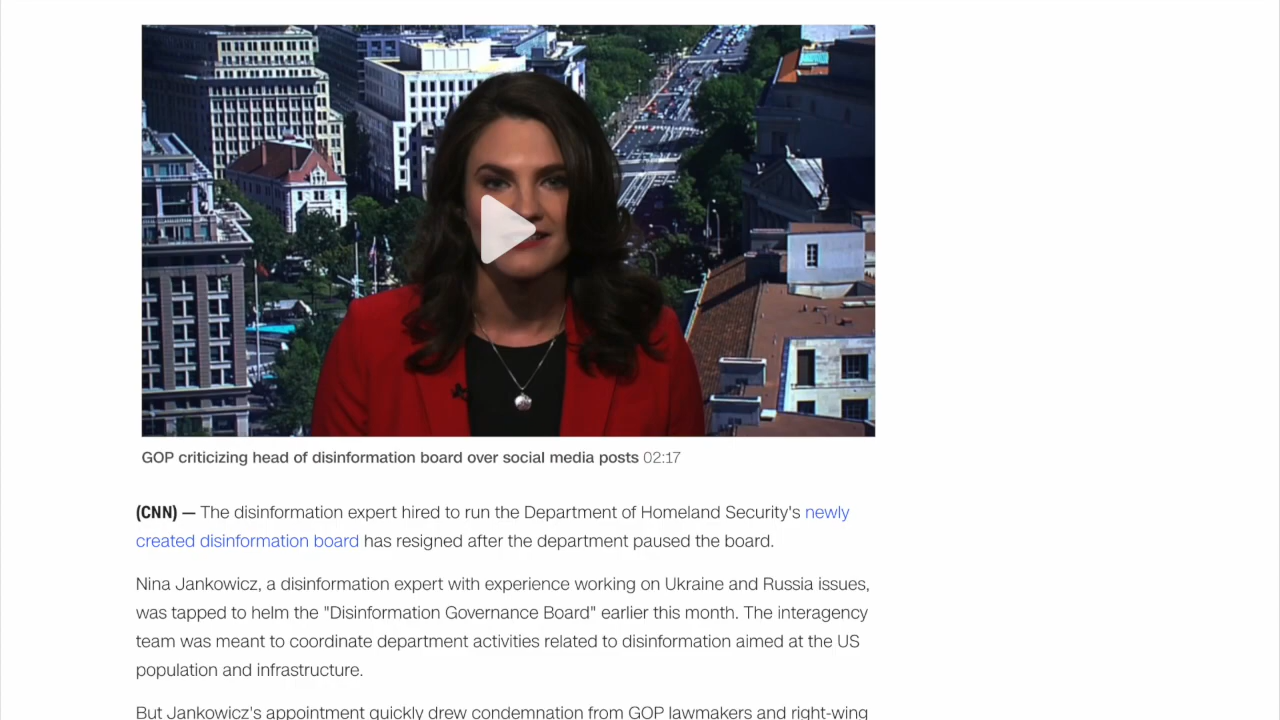 GOP criticizing head of disinformation board over social media posts 02:17
(CNN) — The disinformation expert hired to run the Department of Homeland Security's newly
created disinformation board has resigned after the department paused the board.
Nina Jankowicz, a disinformation expert with experience working on Ukraine and Russia issues,
was tapped to helm the "Disinformation Governance Board" earlier this month. The interagency
team was meant to coordinate department activities related to disinformation aimed at the US
population and infrastructure.
But Jankowicz's appointment quickly drew condemnation from GOP lawmakers and right-wing